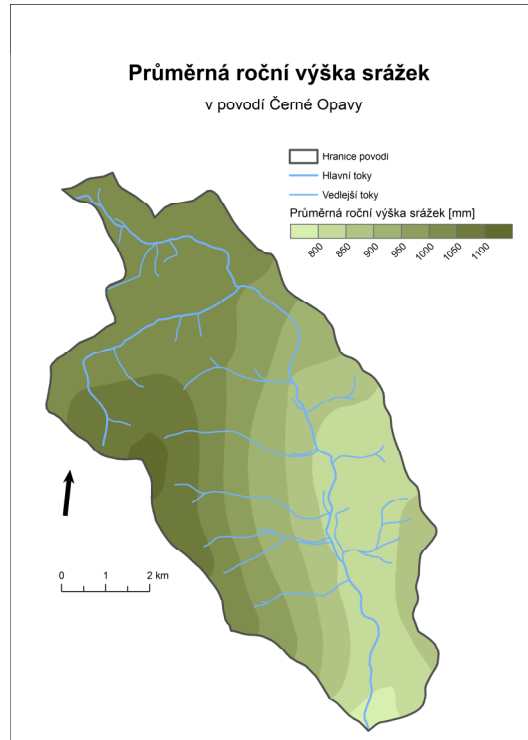 Průměrná roční výška srážek
v povodí Černé Opavy
Hranice povodí
Hlavní toky
Vedlejší toky
Průměrná roční výška srážek [mm]
800 850 900 950 1000 1050 1100
0 1 2 km